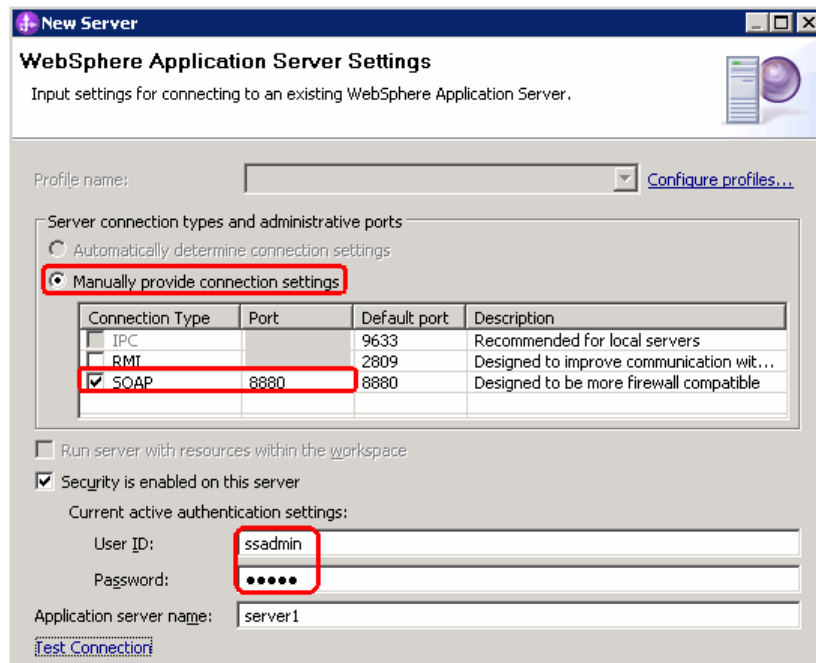 New Server
WebSphere Application Server Settings
Input settings for connecting to an existing WebSphere Application Server.
Profile name: Configure profiles...
Server connection types and administrative ports
Automatically determine connection settings
Manually provide connection settings
Connection Type Port Default port Description
IPC 9633 Recommended for local servers
RMI 2809 Designed to improve communication wit...
SOAP 8880 8880 Designed to be more firewall compatible
Run server with resources within the workspace
Security is enabled on this server
Current active authentication settings:
User ID: ssadmin
Password: ●●●●●
Application server name: server1
Test Connection